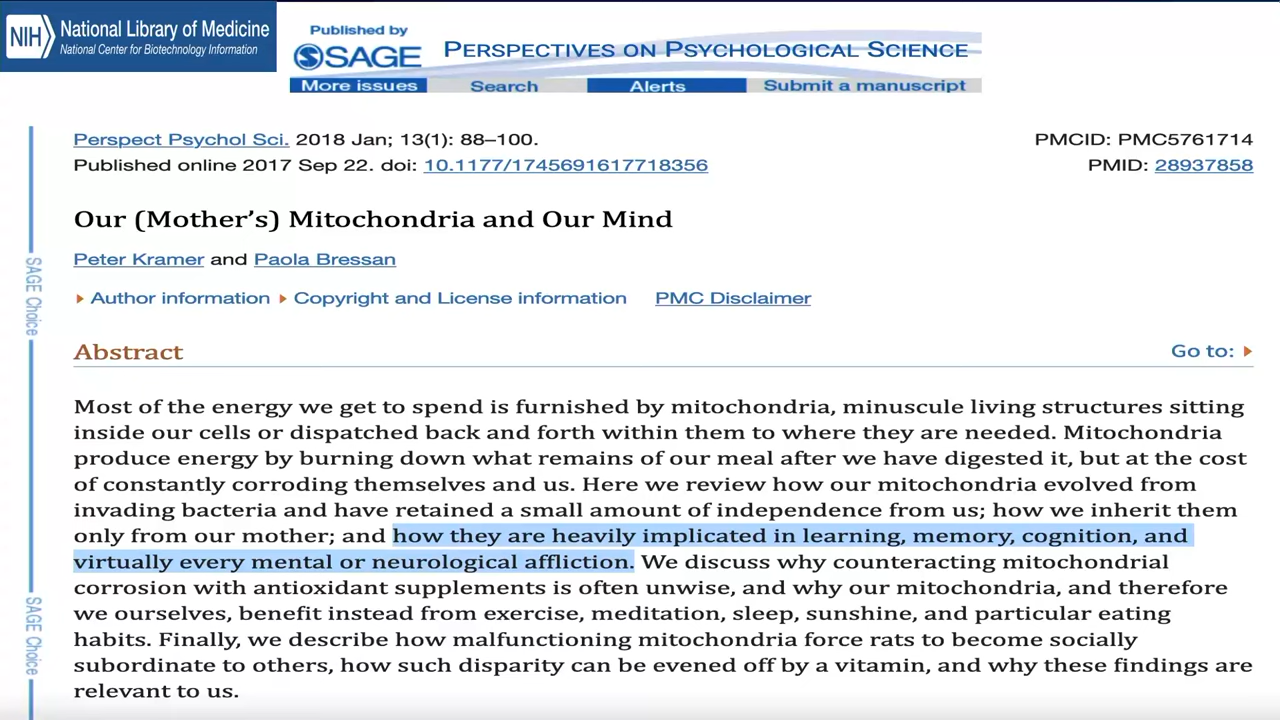 NIH National Library of Medicine
National Center for Biotechnology Information
Published by
SAGE
PERSPECTIVES ON PSYCHOLOGICAL SCIENCE
More issues Search Alerts Submit a manuscript
Perspect Psychol Sci. 2018 Jan; 13(1): 88–100. PMCID: PMC5761714
Published online 2017 Sep 22. doi: 10.1177/1745691617718356 PMID: 28937858
Our (Mother’s) Mitochondria and Our Mind
Peter Kramer and Paola Bressan
Author information Copyright and License information PMC Disclaimer
SAGE Choice
Abstract Go to:
Most of the energy we get to spend is furnished by mitochondria, minuscule living structures sitting
inside our cells or dispatched back and forth within them to where they are needed. Mitochondria
produce energy by burning down what remains of our meal after we have digested it, but at the cost
of constantly corroding themselves and us. Here we review how our mitochondria evolved from
invading bacteria and have retained a small amount of independence from us; how we inherit them
only from our mother; and how they are heavily implicated in learning, memory, cognition, and
virtually every mental or neurological affliction. We discuss why counteracting mitochondrial
corrosion with antioxidant supplements is often unwise, and why our mitochondria, and therefore
we ourselves, benefit instead from exercise, meditation, sleep, sunshine, and particular eating
habits. Finally, we describe how malfunctioning mitochondria force rats to become socially
subordinate to others, how such disparity can be evened off by a vitamin, and why these findings are
relevant to us.
SAGE Choice